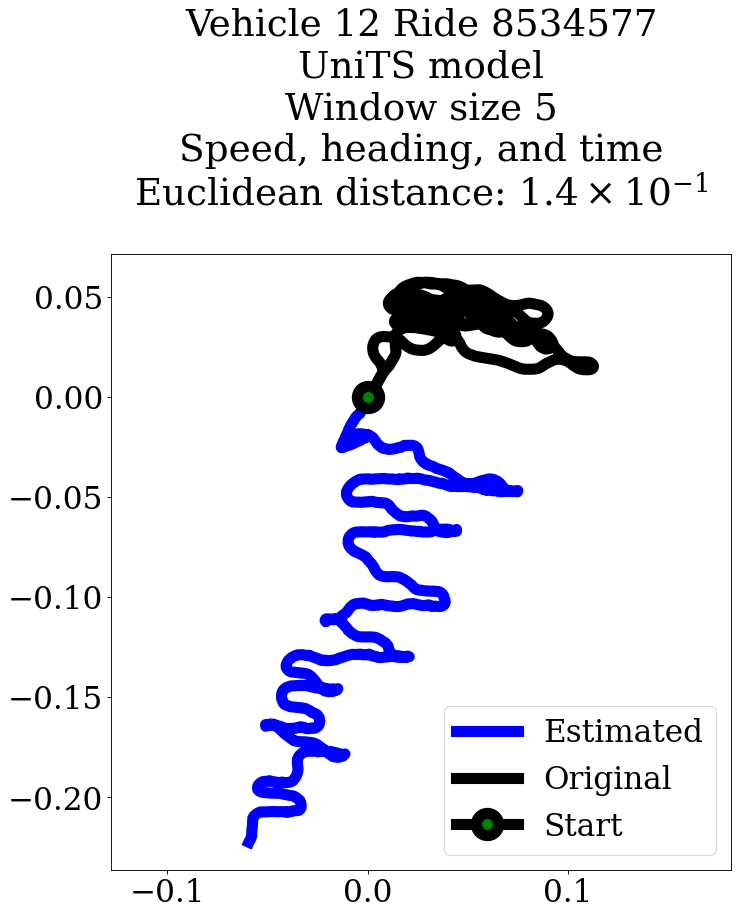 Vehicle 12 Ride 8534577
UniTS model
Window size 5
Speed, heading, and time
Euclidean distance: 1.4 × 10⁻¹
0.05
0.00
−0.05
−0.10
−0.15
−0.20
Estimated
Original
Start
−0.1
0.0
0.1